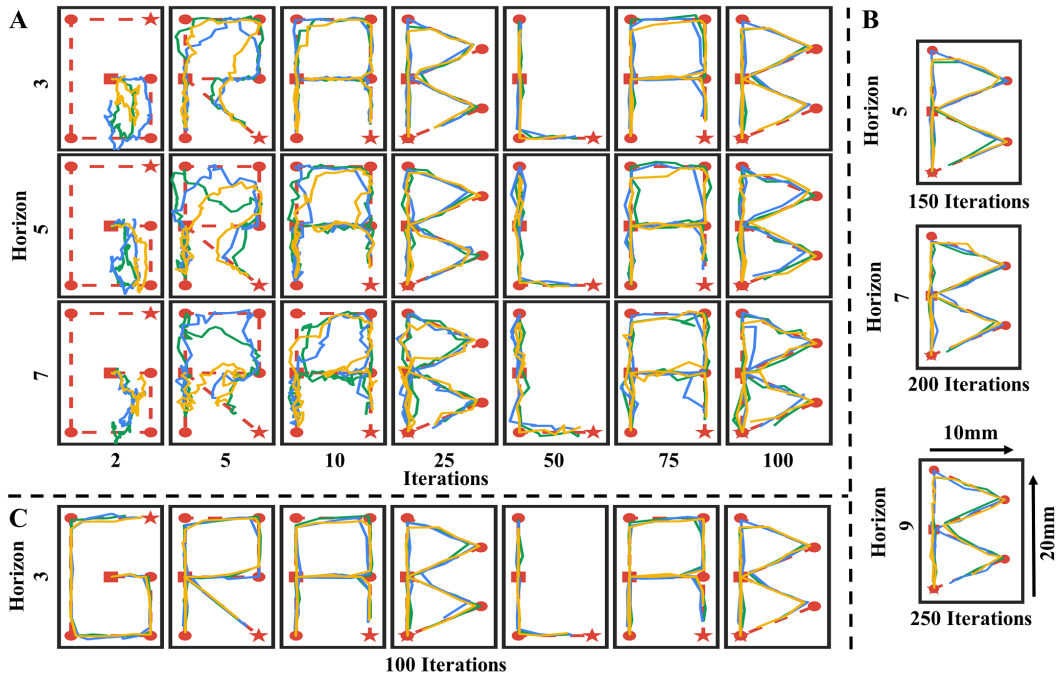 A
B
3
5
7
Horizon
2
5
10
25
50
75
100
Iterations
Horizon
5
150 Iterations
Horizon
7
200 Iterations
10mm
Horizon
9
20mm
250 Iterations
C
Horizon
3
100 Iterations